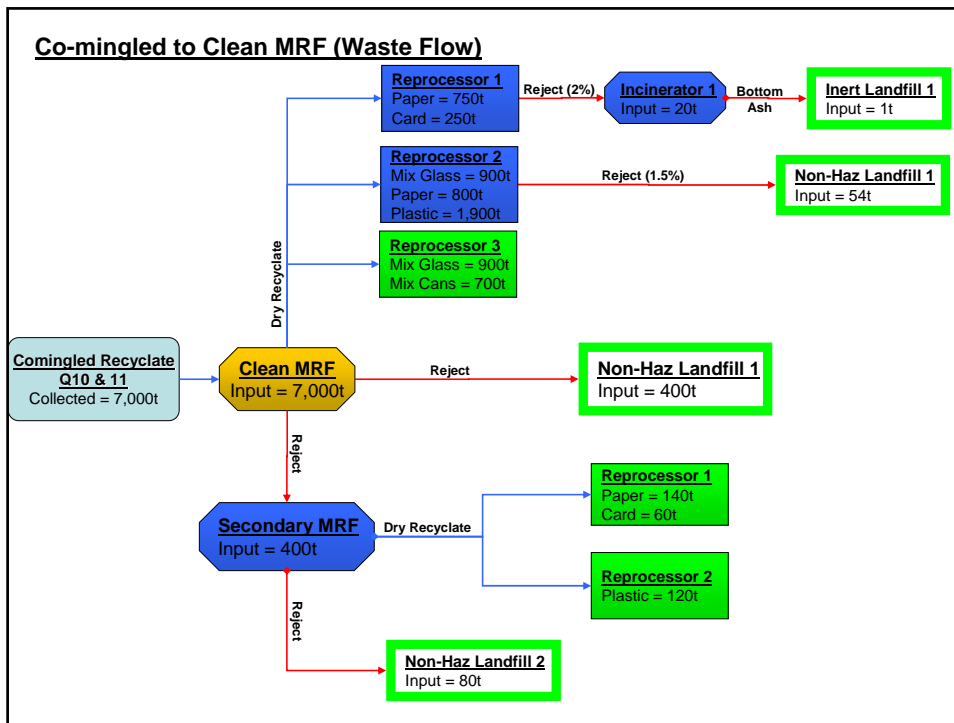 Co-mingled to Clean MRF (Waste Flow)
Reprocessor 1
Paper = 750t
Card = 250t
Reject (2%)
Incinerator 1
Input = 20t
Bottom
Ash
Inert Landfill 1
Input = 1t
Reprocessor 2
Mix Glass = 900t
Paper = 800t
Plastic = 1,900t
Reject (1.5%)
Non-Haz Landfill 1
Input = 54t
Reprocessor 3
Mix Glass = 900t
Mix Cans = 700t
Dry Recyclate
Comingled Recyclate
Q10 & 11
Collected = 7,000t
Clean MRF
Input = 7,000t
Reject
Non-Haz Landfill 1
Input = 400t
Reject
Secondary MRF
Input = 400t
Dry Recyclate
Reprocessor 1
Paper = 140t
Card = 60t
Reprocessor 2
Plastic = 120t
Reject
Non-Haz Landfill 2
Input = 80t